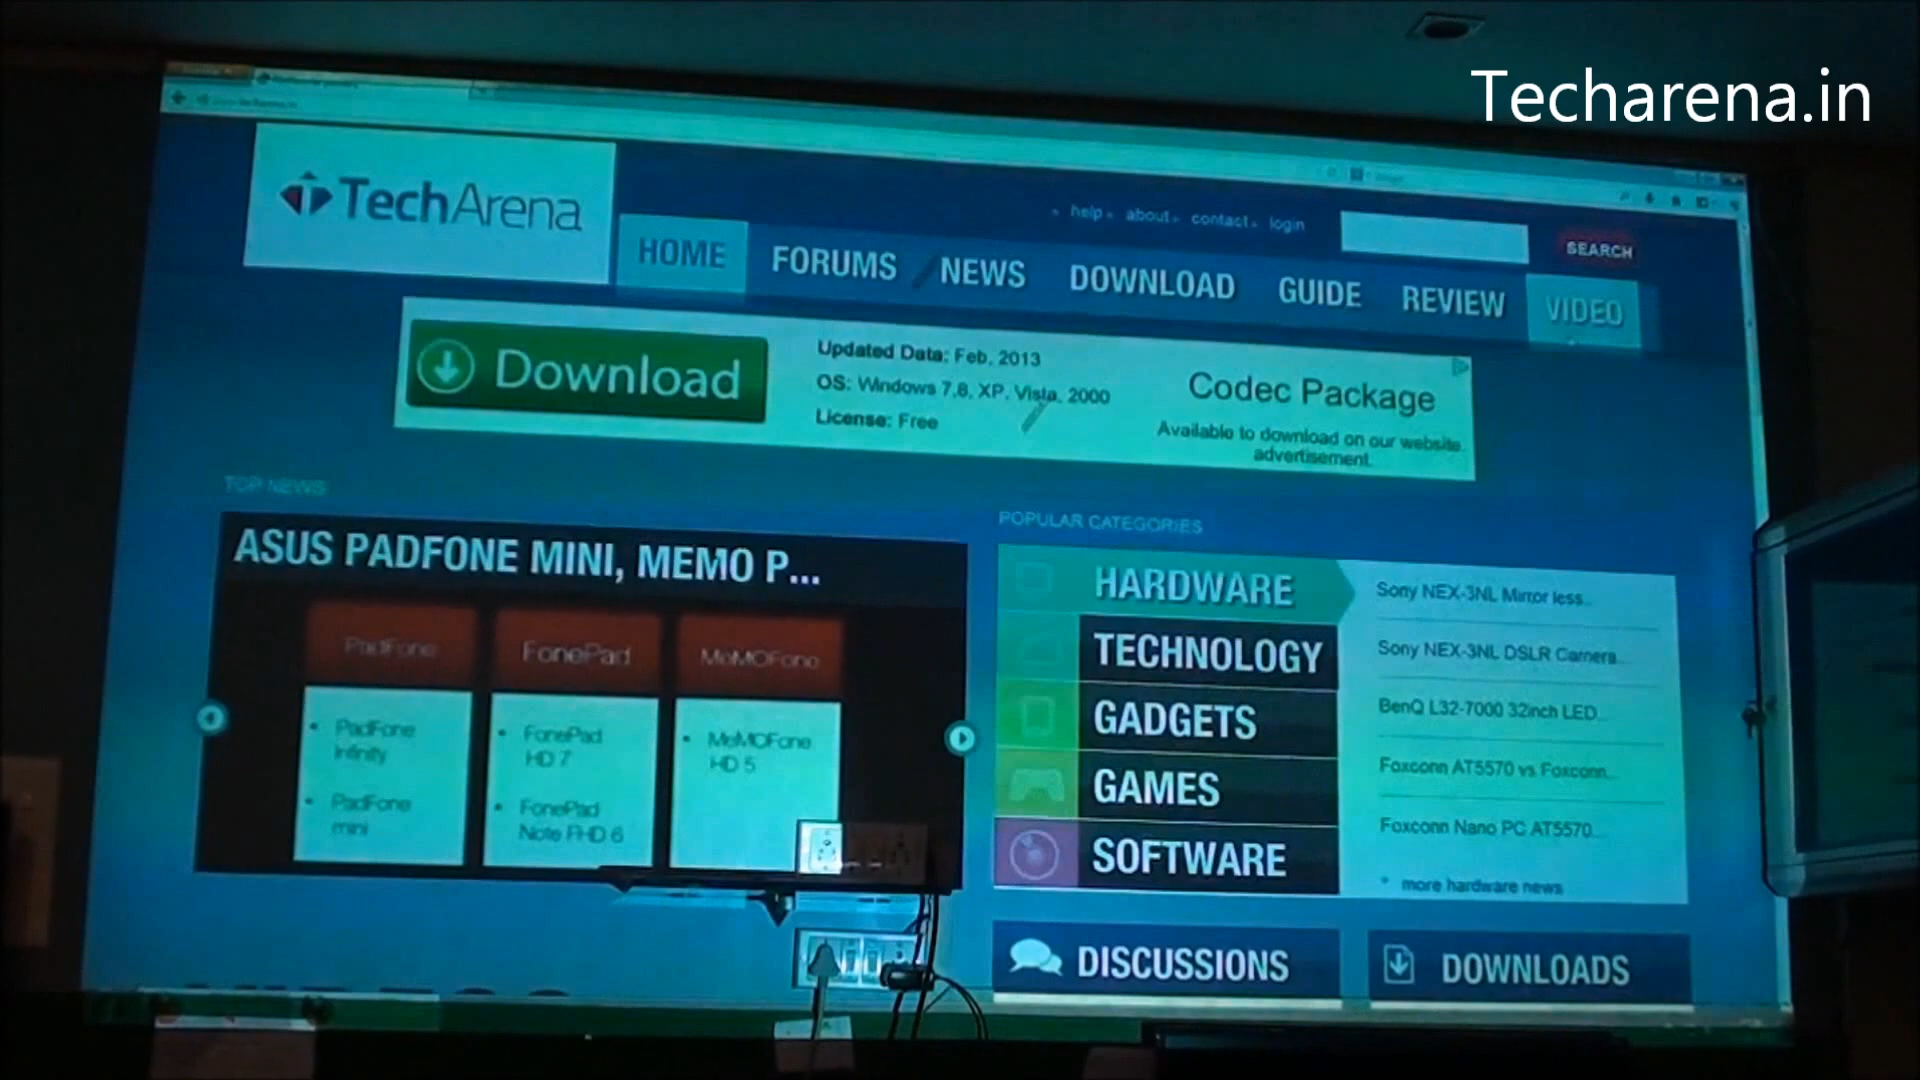 Techarena.in
TechArena
help about contact login
SEARCH
HOME FORUMS NEWS DOWNLOAD GUIDE REVIEW VIDEO
Download
Updated Data: Feb, 2013
OS: Windows 7,8, XP, Vista, 2000
License: Free
Codec Package
Available to download on our website.
advertisement.
TOP NEWS
ASUS PADFONE MINI, MEMO P...
PadFone
PadFone
Infinity
PadFone
mini
FonePad
FonePad
HD 7
FonePad
Note FHD 6
MeMOFone
MeMOFone
HD 5
POPULAR CATEGORIES
HARDWARE
TECHNOLOGY
GADGETS
GAMES
SOFTWARE
Sony NEX-3NL Mirror less...
Sony NEX-3NL DSLR Camera...
BenQ L32-7000 32inch LED...
Foxconn AT5570 vs Foxconn...
Foxconn Nano PC AT5570...
more hardware news
DISCUSSIONS
DOWNLOADS